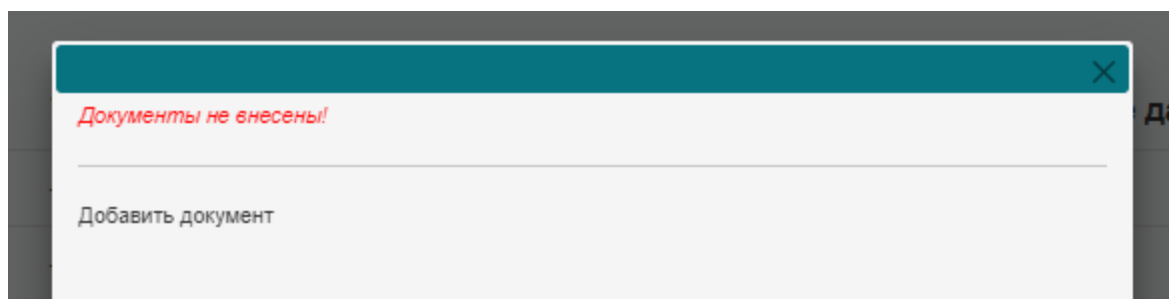 Документы не внесены!
Добавить документ